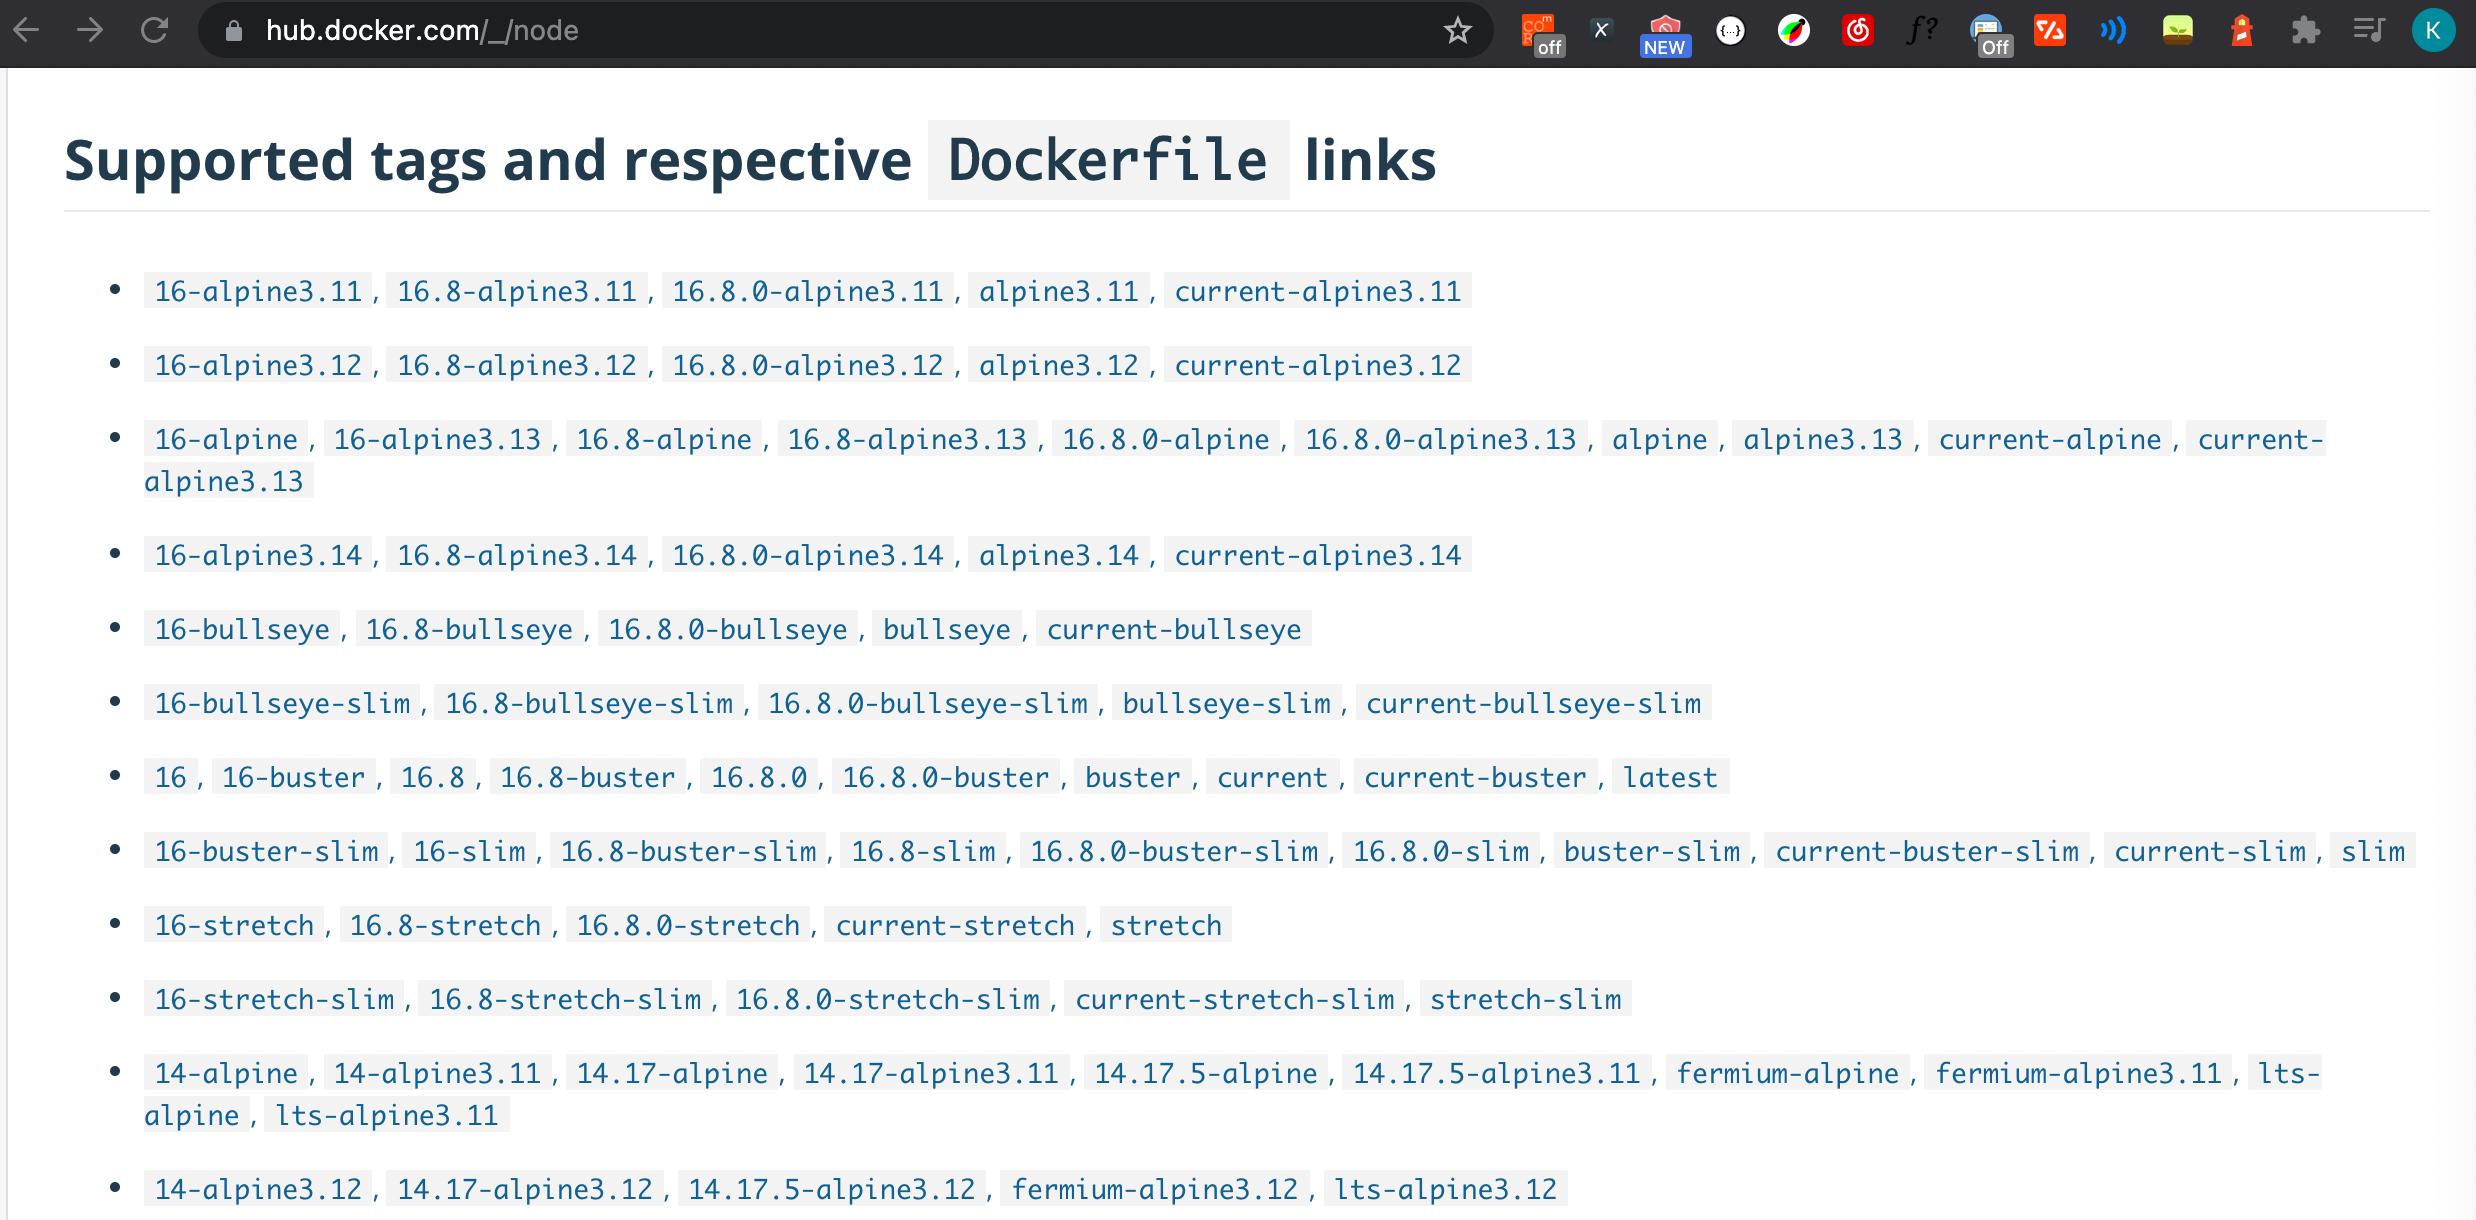 hub.docker.com/_/node
off NEW {...} f? Off K
Supported tags and respective Dockerfile links
16-alpine3.11, 16.8-alpine3.11, 16.8.0-alpine3.11, alpine3.11, current-alpine3.11
16-alpine3.12, 16.8-alpine3.12, 16.8.0-alpine3.12, alpine3.12, current-alpine3.12
16-alpine, 16-alpine3.13, 16.8-alpine, 16.8-alpine3.13, 16.8.0-alpine, 16.8.0-alpine3.13, alpine, alpine3.13, current-alpine, current-
alpine3.13
16-alpine3.14, 16.8-alpine3.14, 16.8.0-alpine3.14, alpine3.14, current-alpine3.14
16-bullseye, 16.8-bullseye, 16.8.0-bullseye, bullseye, current-bullseye
16-bullseye-slim, 16.8-bullseye-slim, 16.8.0-bullseye-slim, bullseye-slim, current-bullseye-slim
16, 16-buster, 16.8, 16.8-buster, 16.8.0, 16.8.0-buster, buster, current, current-buster, latest
16-buster-slim, 16-slim, 16.8-buster-slim, 16.8-slim, 16.8.0-buster-slim, 16.8.0-slim, buster-slim, current-buster-slim, current-slim, slim
16-stretch, 16.8-stretch, 16.8.0-stretch, current-stretch, stretch
16-stretch-slim, 16.8-stretch-slim, 16.8.0-stretch-slim, current-stretch-slim, stretch-slim
14-alpine, 14-alpine3.11, 14.17-alpine, 14.17-alpine3.11, 14.17.5-alpine, 14.17.5-alpine3.11, fermium-alpine, fermium-alpine3.11, lts-
alpine, lts-alpine3.11
14-alpine3.12, 14.17-alpine3.12, 14.17.5-alpine3.12, fermium-alpine3.12, lts-alpine3.12